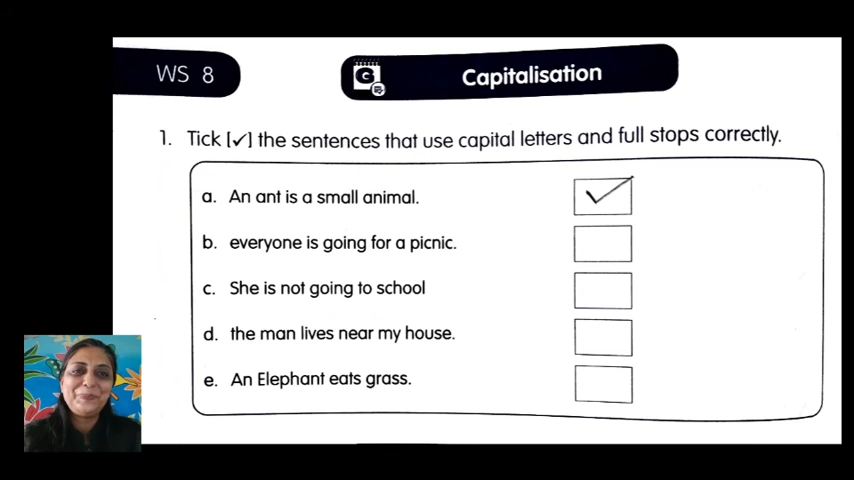 WS 8
G
Capitalisation
1. Tick [✓] the sentences that use capital letters and full stops correctly.
a. An ant is a small animal.
b. everyone is going for a picnic.
c. She is not going to school
d. the man lives near my house.
e. An Elephant eats grass.